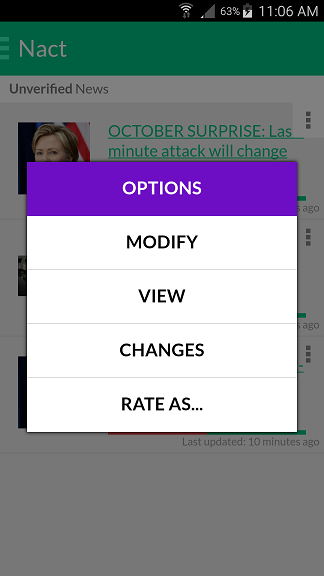 63% 11:06 AM
Nact
Unverified News
OCTOBER SURPRISE: Las
minute attack will change
OPTIONS
MODIFY
VIEW
CHANGES
RATE AS...
s ago
s ago
Last updated: 10 minutes ago